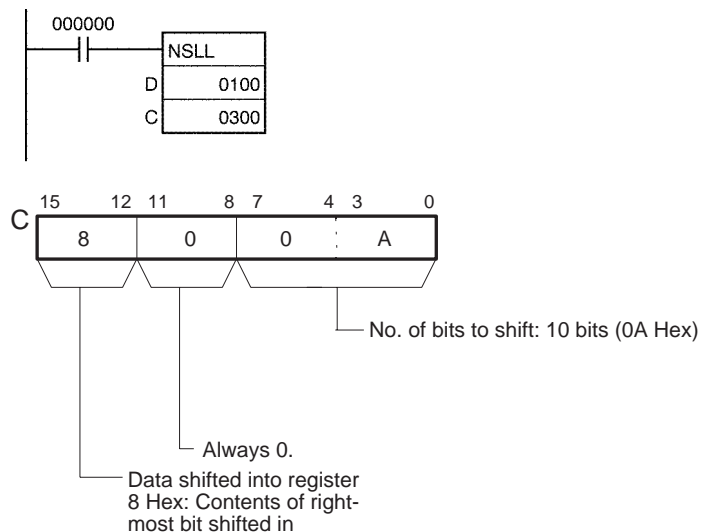 000000
NSLL
D 0100
C 0300
15 12 11 8 7 4 3 0
C 8 0 0 A
No. of bits to shift: 10 bits (0A Hex)
Always 0.
Data shifted into register
8 Hex: Contents of right-
most bit shifted in